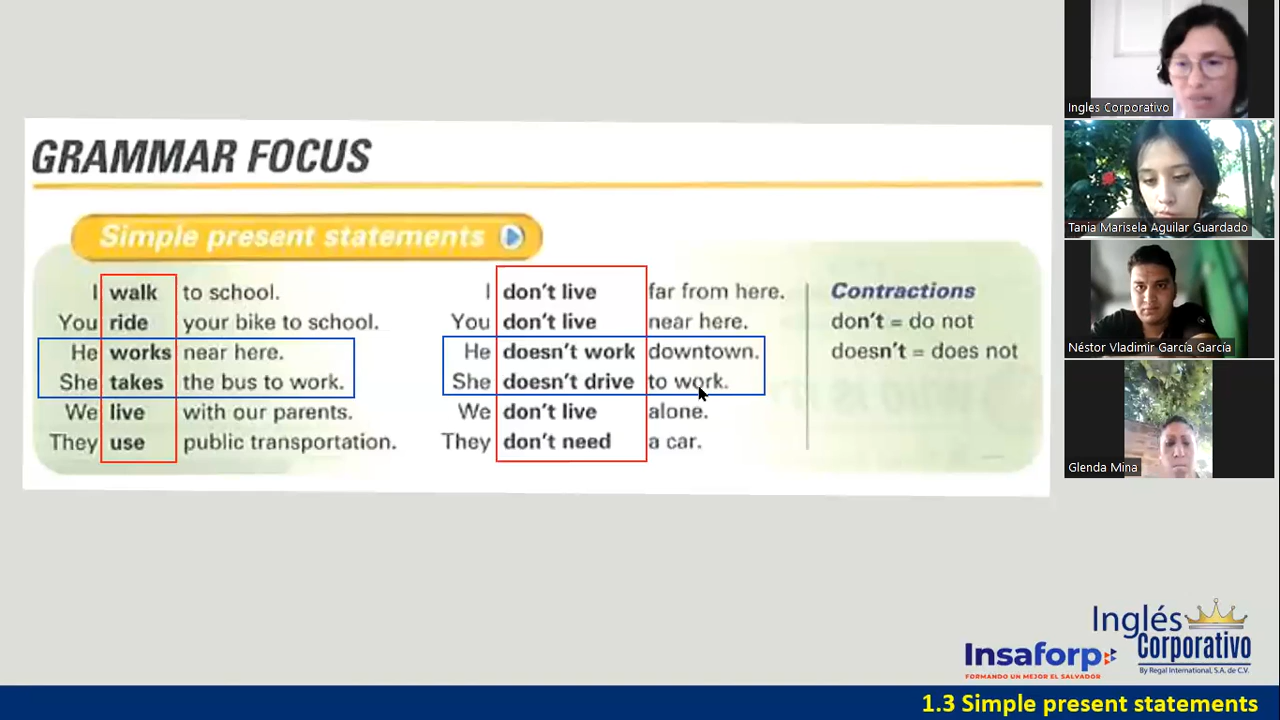 GRAMMAR FOCUS
Simple present statements
I walk to school.
You ride your bike to school.
He works near here.
She takes the bus to work.
We live with our parents.
They use public transportation.
I don't live far from here.
You don't live near here.
He doesn't work downtown.
She doesn't drive to work.
We don't live alone.
They don't need a car.
Contractions
don't = do not
doesn't = does not
Ingles Corporativo
Tania Marisela Aguilar Guardado
Néstor Vladimir García García
Glenda Mina
Inglés
Corporativo
By Regal International, S.A. de C.V.
Insaforp
FORMANDO UN MEJOR EL SALVADOR
1.3 Simple present statements